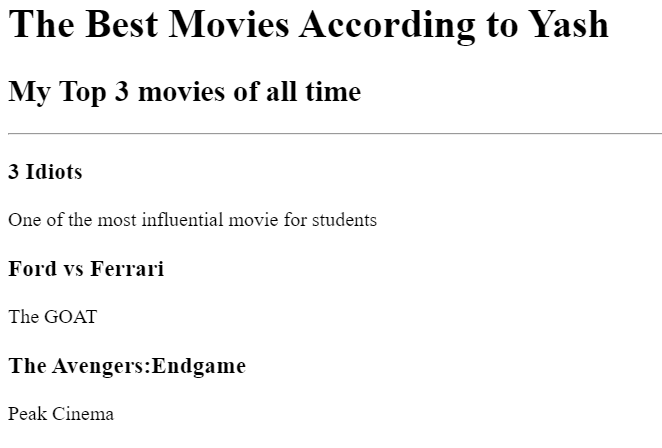 The Best Movies According to Yash
My Top 3 movies of all time
3 Idiots
One of the most influential movie for students
Ford vs Ferrari
The GOAT
The Avengers:Endgame
Peak Cinema